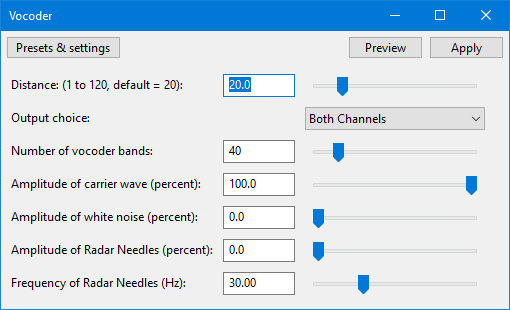 Vocoder
Presets & settings Preview Apply
Distance: (1 to 120, default = 20): 20.0
Output choice: Both Channels
Number of vocoder bands: 40
Amplitude of carrier wave (percent): 100.0
Amplitude of white noise (percent): 0.0
Amplitude of Radar Needles (percent): 0.0
Frequency of Radar Needles (Hz): 30.00